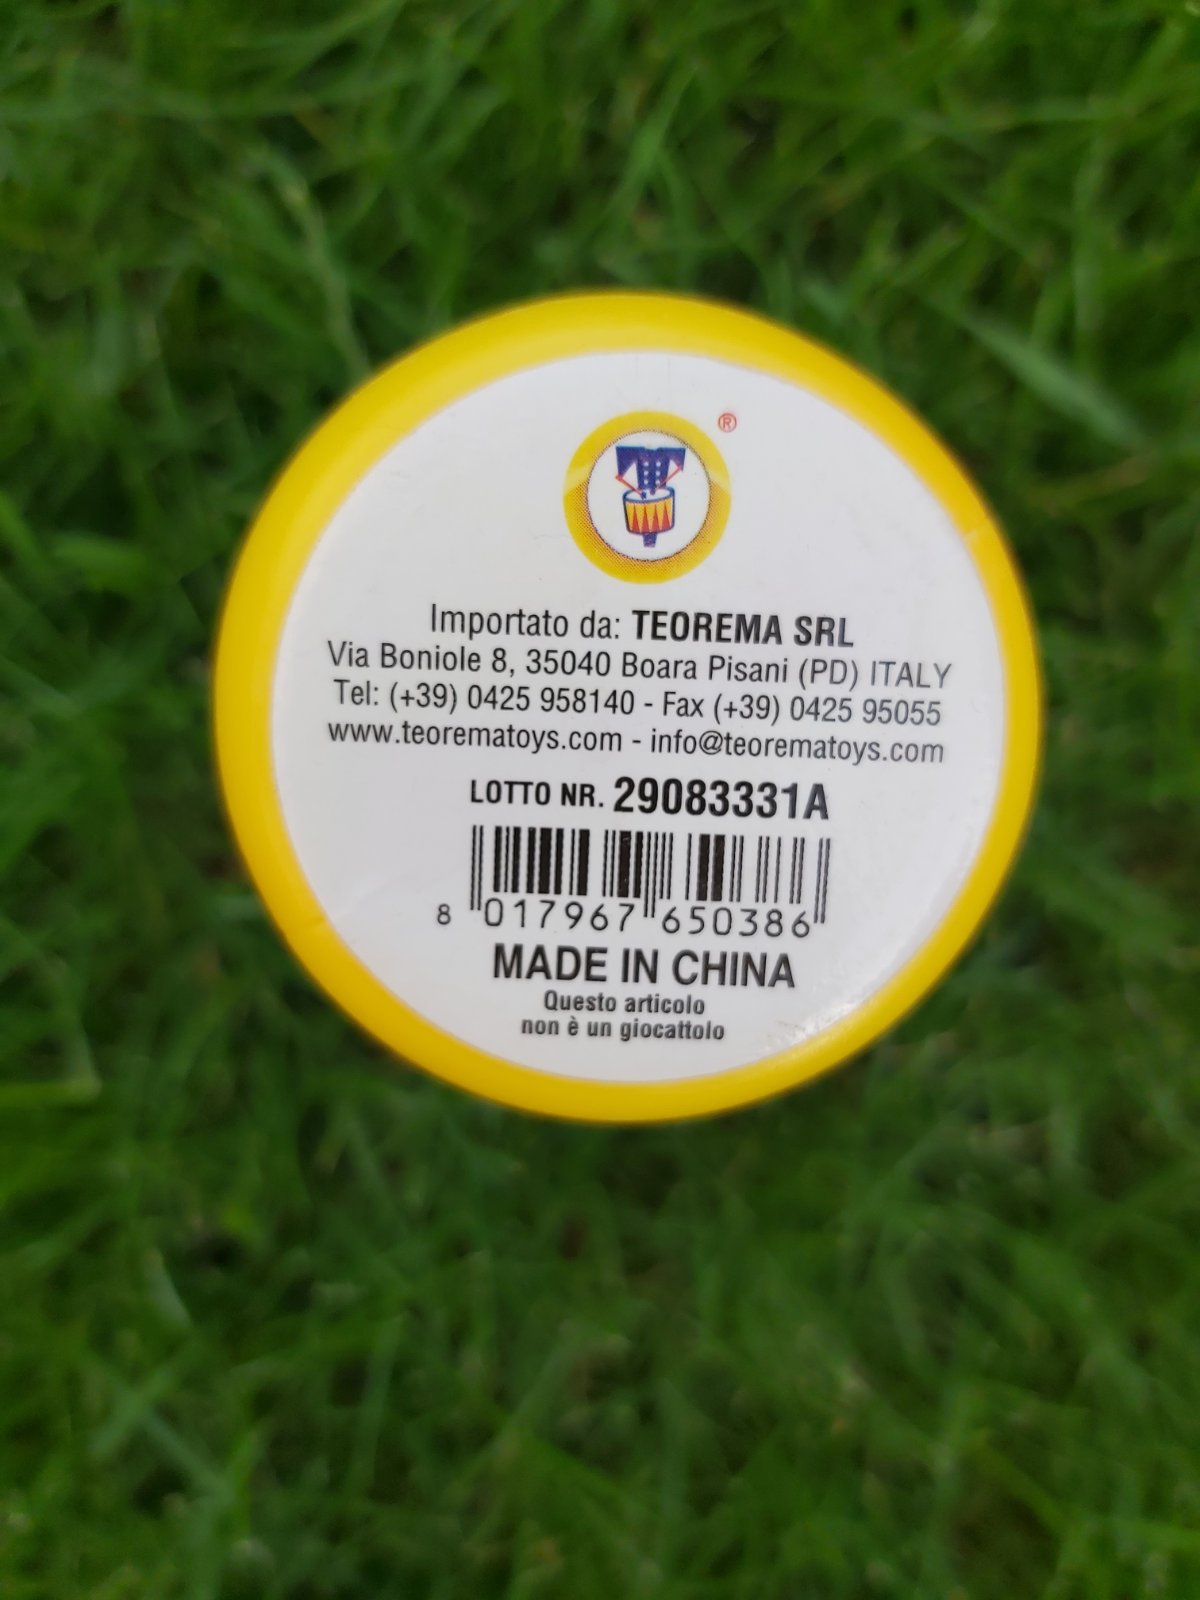 ®
Importato da: TEOREMA SRL
Via Boniole 8, 35040 Boara Pisani (PD) ITALY
Tel: (+39) 0425 958140 - Fax (+39) 0425 95055
www.teorematoys.com - info@teorematoys.com
LOTTO NR. 29083331A
8 017967 650386
MADE IN CHINA
Questo articolo
non è un giocattolo